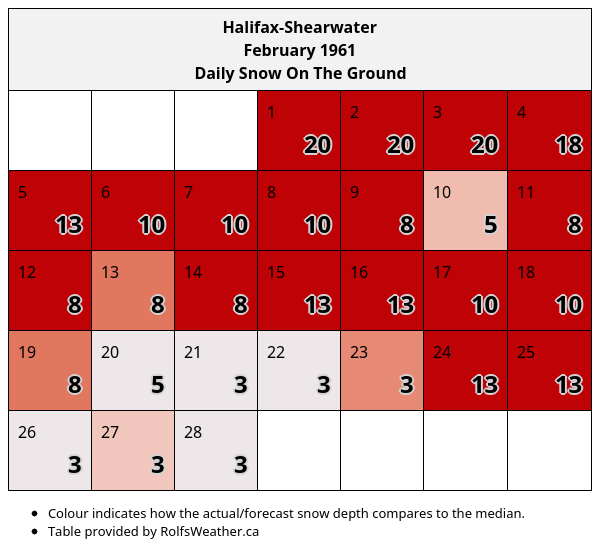 Halifax-Shearwater
February 1961
Daily Snow On The Ground
1 2 3 4
20 20 20 18
5 6 7 8 9 10 11
13 10 10 10 8 5 8
12 13 14 15 16 17 18
8 8 8 13 13 10 10
19 20 21 22 23 24 25
8 5 3 3 3 13 13
26 27 28
3 3 3
• Colour indicates how the actual/forecast snow depth compares to the median.
• Table provided by RolfsWeather.ca